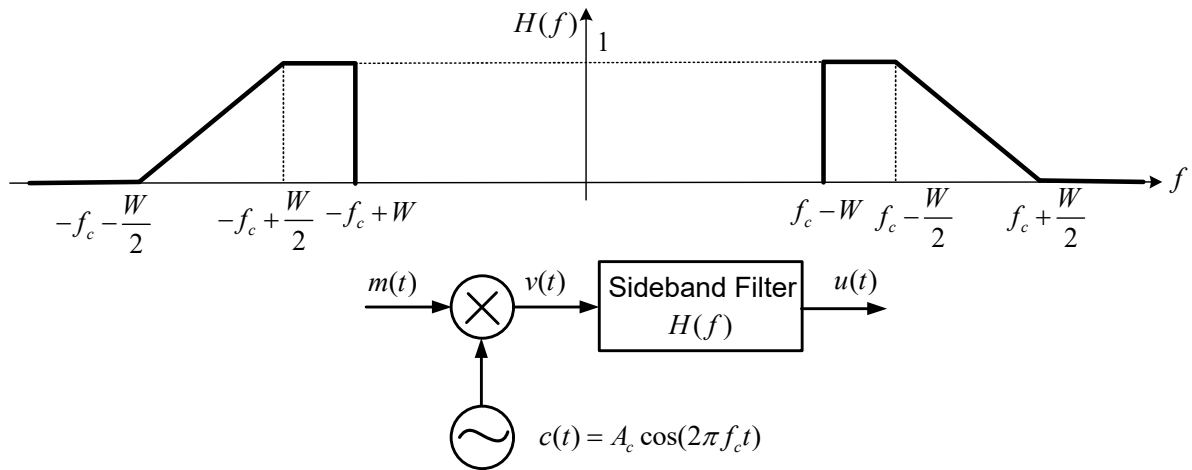 H(f)
1
f
-f_c - W/2
-f_c + W/2
-f_c + W
f_c - W
f_c - W/2
f_c + W/2
m(t)
v(t)
Sideband Filter
H(f)
u(t)
c(t) = A_c cos(2πf_c t)